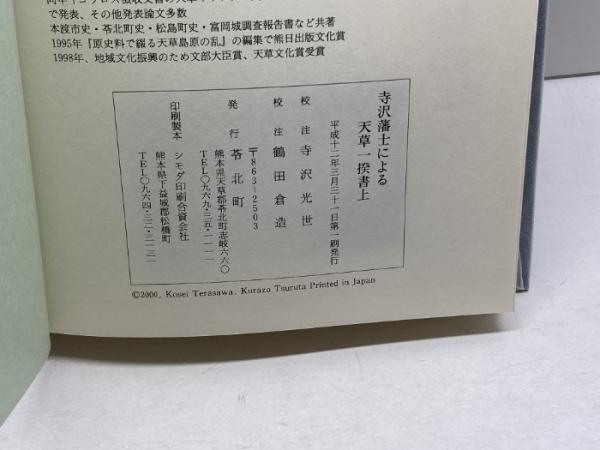 で発表、その他発表論文多数
本渡市史・苓北町史・松島町史・富岡城調査報告書など共著
1995年『原史料で綴る天草島原の乱』の編集で熊日出版文化賞
1998年、地域文化振興のため文部大臣賞、天草文化賞受賞
寺沢藩士による
天草一揆書上
平成十二年三月三十一日第一刷発行
校注 寺沢光世
校注 鶴田倉造
〒863-2503
発行 苓北町
熊本県天草郡苓北町志岐六六〇
TEL〇九六九・三五・一一一一
印刷製本 シモダ印刷合資会社
熊本県下益城郡松橋町
TEL〇九六四・三二・三一三一
©2000, Kosei Terasawa, Kurazo Tsuruta Printed in Japan